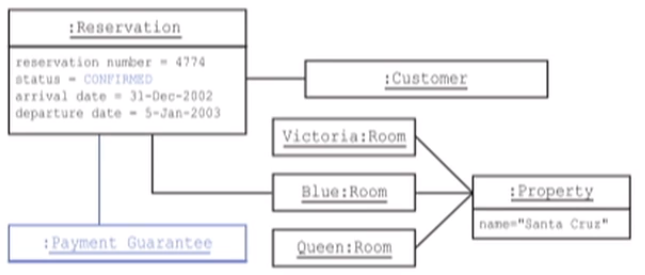 :Reservation
reservation number = 4774
status = CONFIRMED
arrival date = 31-Dec-2002
departure date = 5-Jan-2003
:Customer
Victoria:Room
Blue:Room
:Property
name="Santa Cruz"
:Payment Guarantee
Queen:Room